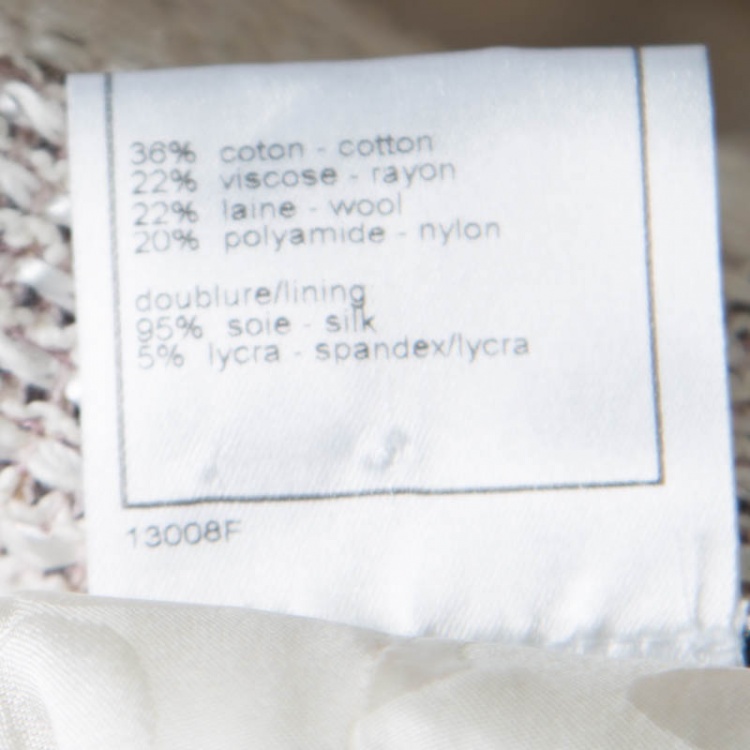 36% coton - cotton
22% viscose - rayon
22% laine - wool
20% polyamide - nylon
doublure/lining
95% soie - silk
5% lycra - spandex/lycra
13008F